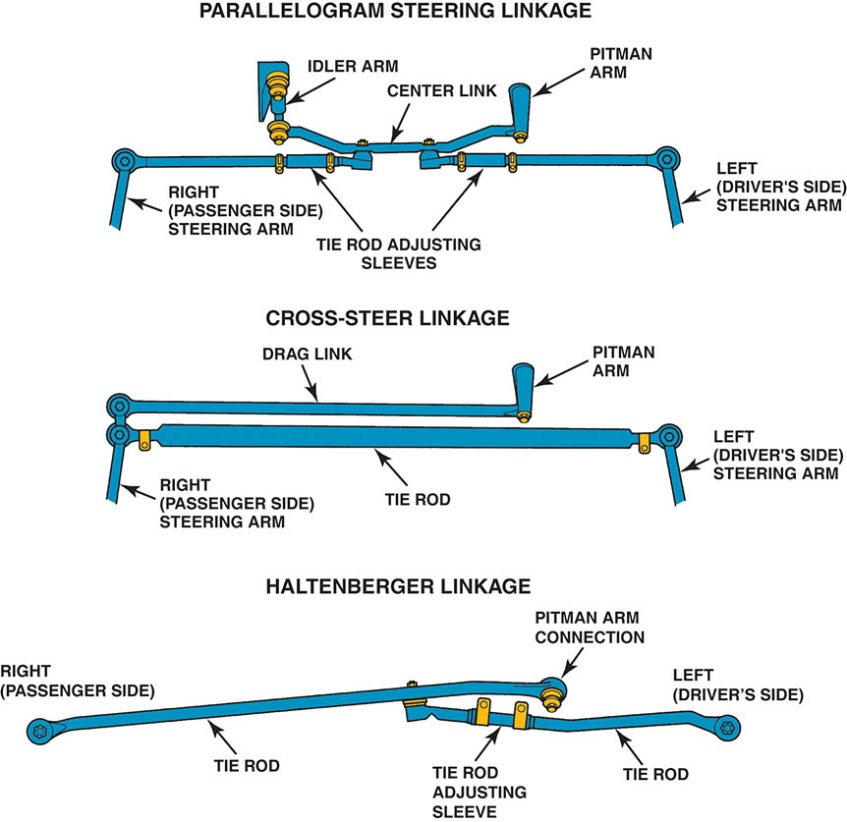 PARALLELOGRAM STEERING LINKAGE
IDLER ARM
PITMAN
ARM
CENTER LINK
RIGHT
(PASSENGER SIDE)
STEERING ARM
LEFT
(DRIVER'S SIDE)
STEERING ARM
TIE ROD ADJUSTING
SLEEVES
CROSS-STEER LINKAGE
DRAG LINK
PITMAN
ARM
LEFT
(DRIVER'S SIDE)
STEERING ARM
RIGHT
(PASSENGER SIDE)
STEERING ARM
TIE ROD
HALTENBERGER LINKAGE
PITMAN ARM
CONNECTION
RIGHT
(PASSENGER SIDE)
LEFT
(DRIVER'S SIDE)
TIE ROD
TIE ROD
ADJUSTING
SLEEVE
TIE ROD